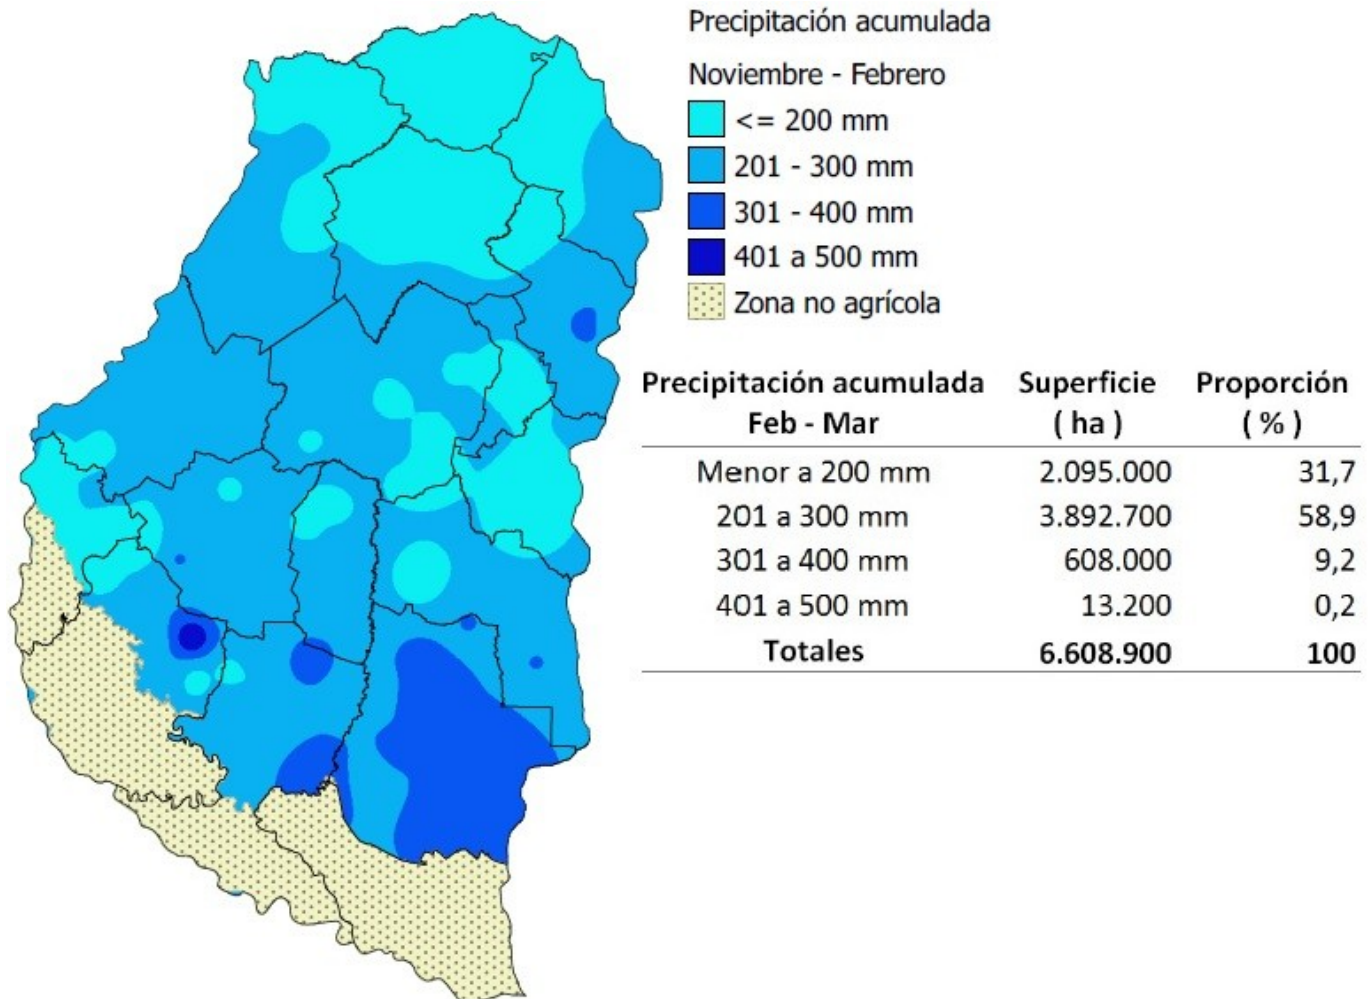 Precipitación acumulada
Noviembre - Febrero
<= 200 mm
201 - 300 mm
301 - 400 mm
401 a 500 mm
Zona no agrícola
Precipitación acumulada Superficie Proporción
Feb - Mar ( ha ) ( % )
Menor a 200 mm 2.095.000 31,7
201 a 300 mm 3.892.700 58,9
301 a 400 mm 608.000 9,2
401 a 500 mm 13.200 0,2
Totales 6.608.900 100